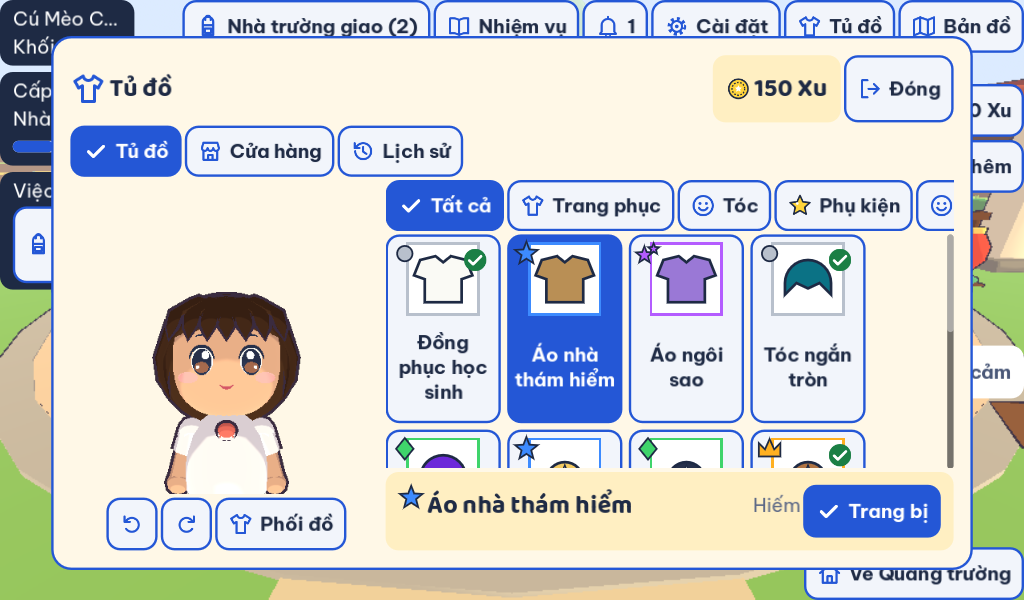 Cú Mèo C...
Khối
Nhà trường giao (2)
Nhiệm vụ
1
Cài đặt
Tủ đồ
Bản đồ
Cấp
Nhà
Việc
Tủ đồ
150 Xu
Đóng
0 Xu
hêm
Tủ đồ
Cửa hàng
Lịch sử
Tất cả
Trang phục
Tóc
Phụ kiện
Đồng
phục học
sinh
Áo nhà
thám hiểm
Áo ngôi
sao
Tóc ngắn
tròn
cảm
Áo nhà thám hiểm
Hiếm
Trang bị
Phối đồ
Về Quảng trường